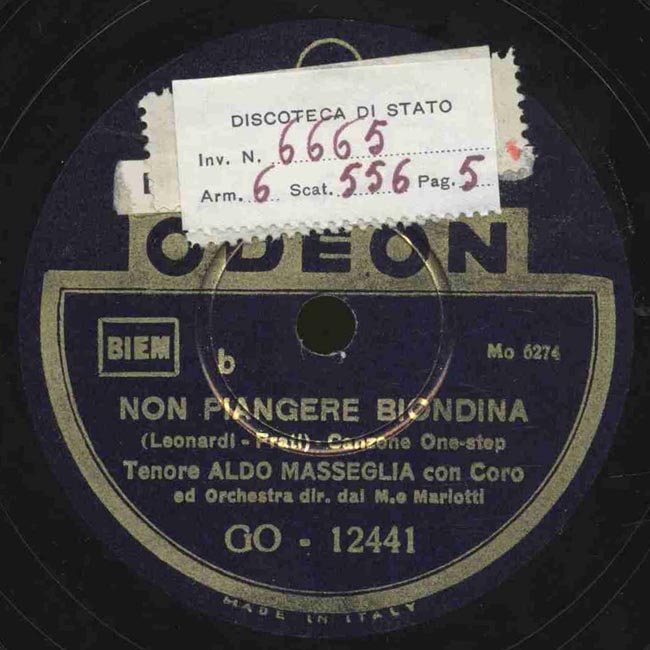 DISCOTECA DI STATO
Inv. N. 6665
Arm. 6 Scat. 556 Pag. 5
ODEON
BIEM
b
Mo 6274
NON PIANGERE BIONDINA
(Leonardi - Frati) - Canzone One-step
Tenore ALDO MASSEGLIA con Coro
ed Orchestra dir. dal M.o Mariotti
GO - 12441
MADE IN ITALY